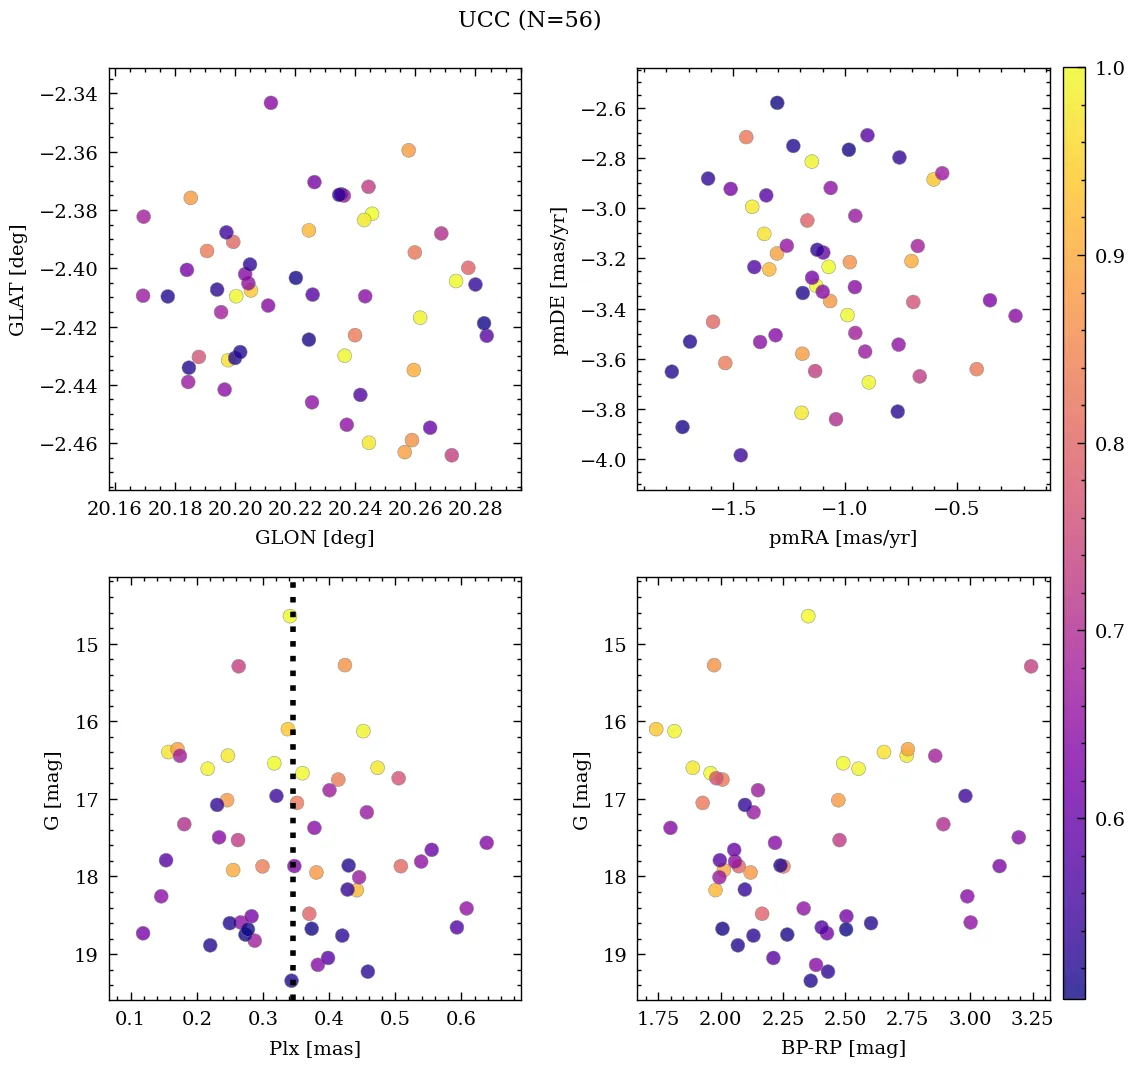 UCC (N=56)
−2.34
−2.36
−2.38
−2.40
−2.42
−2.44
−2.46
GLAT [deg]
20.16 20.18 20.20 20.22 20.24 20.26 20.28
GLON [deg]
−2.6
−2.8
−3.0
−3.2
−3.4
−3.6
−3.8
−4.0
pmDE [mas/yr]
−1.5 −1.0 −0.5
pmRA [mas/yr]
1.0
0.9
0.8
0.7
0.6
15
16
17
18
19
G [mag]
0.1 0.2 0.3 0.4 0.5 0.6
Plx [mas]
15
16
17
18
19
G [mag]
1.75 2.00 2.25 2.50 2.75 3.00 3.25
BP-RP [mag]